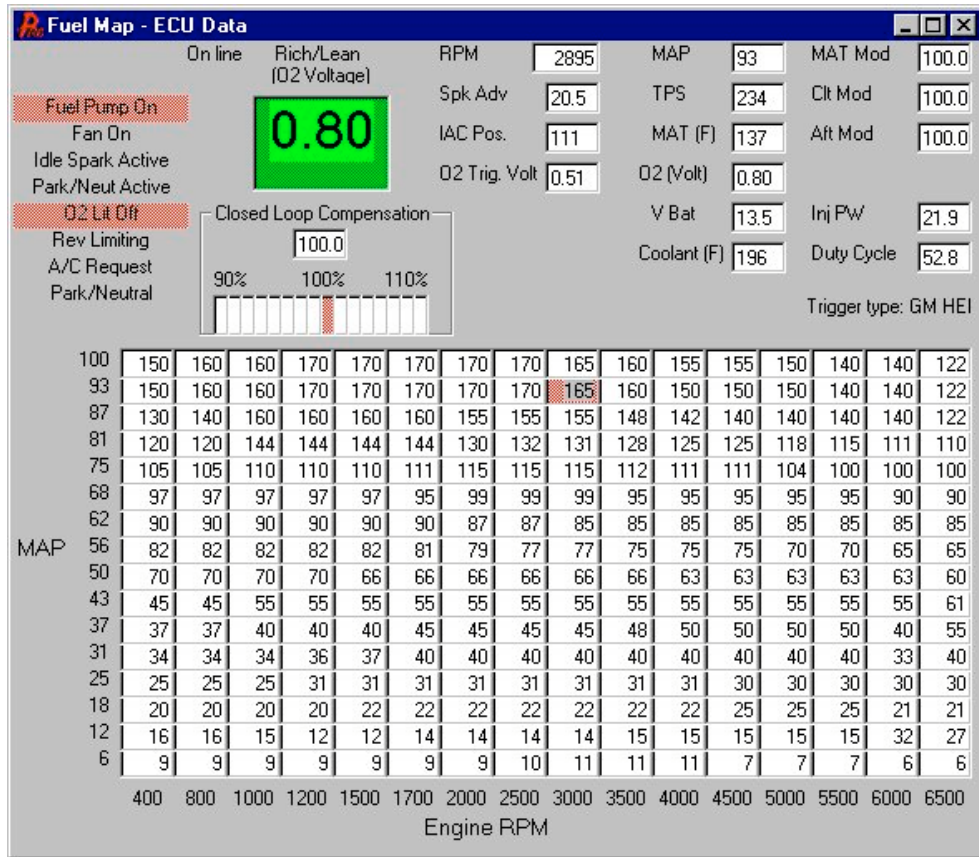 Fuel Map - ECU Data
On line Rich/Lean RPM 2895 MAP 93 MAT Mod 100.0
(O2 Voltage)
0.80
Spk Adv 20.5 TPS 234 Clt Mod 100.0
Fuel Pump On
Fan On IAC Pos. 111 MAT (F) 137 Aft Mod 100.0
Idle Spark Active
Park/Neut Active O2 Trig. Volt 0.51 O2 (Volt) 0.80
O2 Ltd Oft Closed Loop Compensation V Bat 13.5 Inj PW 21.9
Rev Limiting 100.0
A/C Request Coolant (F) 196 Duty Cycle 52.8
Park/Neutral 90% 100% 110%
Trigger type: GM HEI
100 150 160 160 170 170 170 170 170 165 160 155 155 150 140 140 122
93 150 160 160 170 170 170 170 170 165 160 150 150 150 140 140 122
87 130 140 160 160 160 160 155 155 155 148 142 140 140 140 140 122
81 120 120 144 144 144 144 130 132 131 128 125 125 118 115 111 110
75 105 105 110 110 110 111 115 115 115 112 111 111 104 100 100 100
68 97 97 97 97 97 95 99 99 99 95 95 95 95 95 90 90
62 90 90 90 90 90 90 87 87 85 85 85 85 85 85 85 85
MAP 56 82 82 82 82 82 81 79 77 77 75 75 75 70 70 65 65
50 70 70 70 70 66 66 66 66 66 66 63 63 63 63 63 60
43 45 45 55 55 55 55 55 55 55 55 55 55 55 55 55 61
37 37 37 40 40 40 45 45 45 45 48 50 50 50 50 40 55
31 34 34 34 36 37 40 40 40 40 40 40 40 40 40 33 40
25 25 25 25 31 31 31 31 31 31 31 31 30 30 30 30 30
18 20 20 20 20 22 22 22 22 22 22 22 25 25 25 21 21
12 16 16 15 12 12 14 14 14 14 15 15 15 15 15 32 27
6 9 9 9 9 9 9 9 10 11 11 11 7 7 7 6 6
400 800 1000 1200 1500 1700 2000 2500 3000 3500 4000 4500 5000 5500 6000 6500
Engine RPM